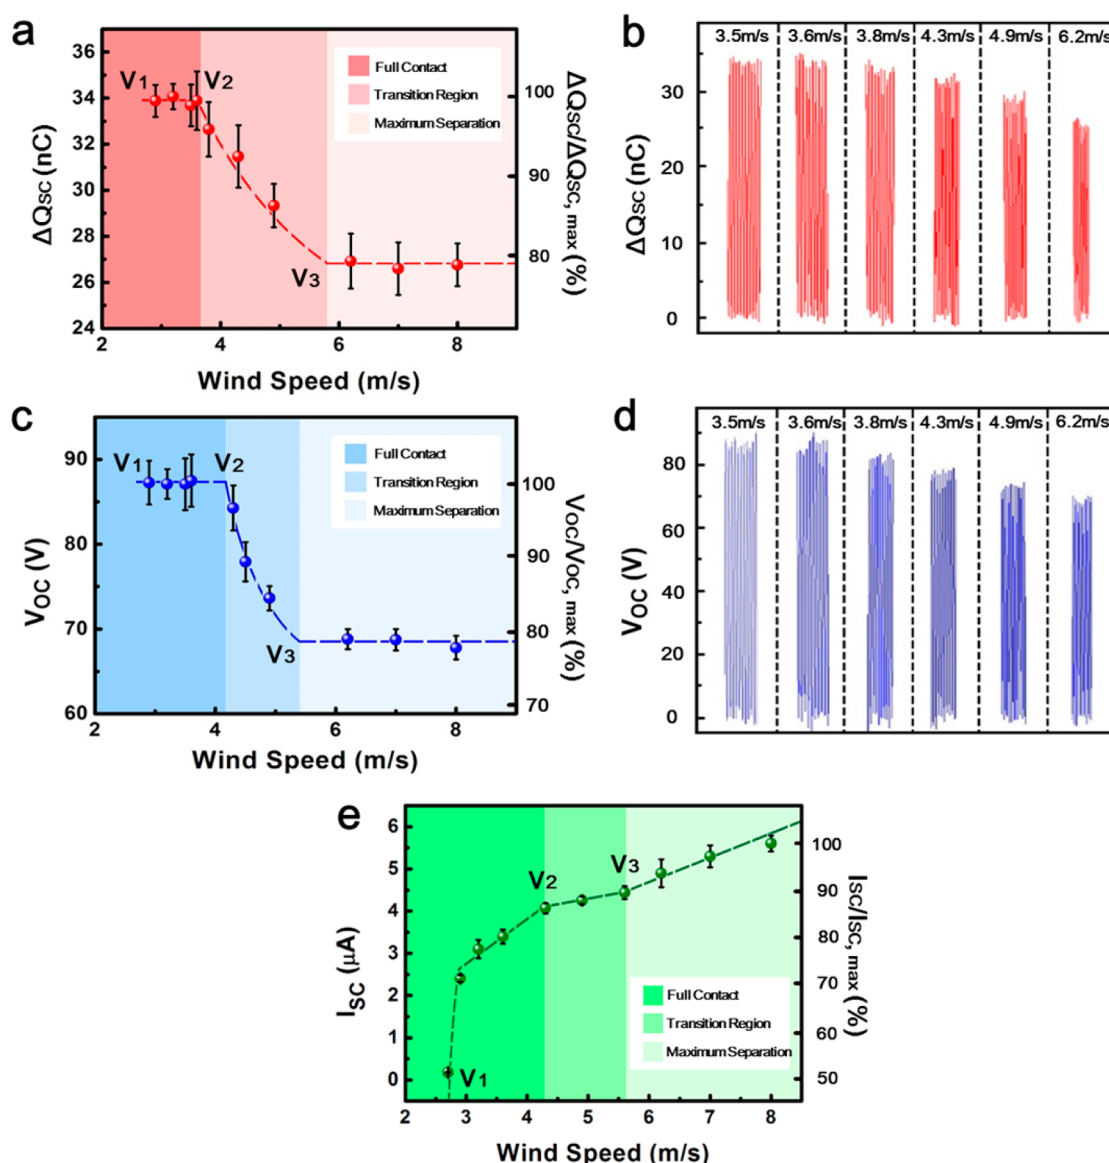 a
36
34
32
30
28
26
24
ΔQsc (nC)
V1
V2
V3
Full Contact
Transition Region
Maximum Separation
100
90
80
ΔQsc/ΔQsc, max (%)
2 4 6 8
Wind Speed (m/s)
b
3.5m/s 3.6m/s 3.8m/s 4.3m/s 4.9m/s 6.2m/s
30
20
10
0
ΔQsc (nC)
c
90
80
70
60
Voc (V)
V1
V2
V3
Full Contact
Transition Region
Maximum Separation
100
90
80
70
Voc/Voc, max (%)
2 4 6 8
Wind Speed (m/s)
d
3.5m/s 3.6m/s 3.8m/s 4.3m/s 4.9m/s 6.2m/s
80
60
40
20
0
Voc (V)
e
6
5
4
3
2
1
0
Isc (μA)
V1
V2
V3
Full Contact
Transition Region
Maximum Separation
100
90
80
70
60
50
Isc/Isc, max (%)
2 3 4 5 6 7 8
Wind Speed (m/s)